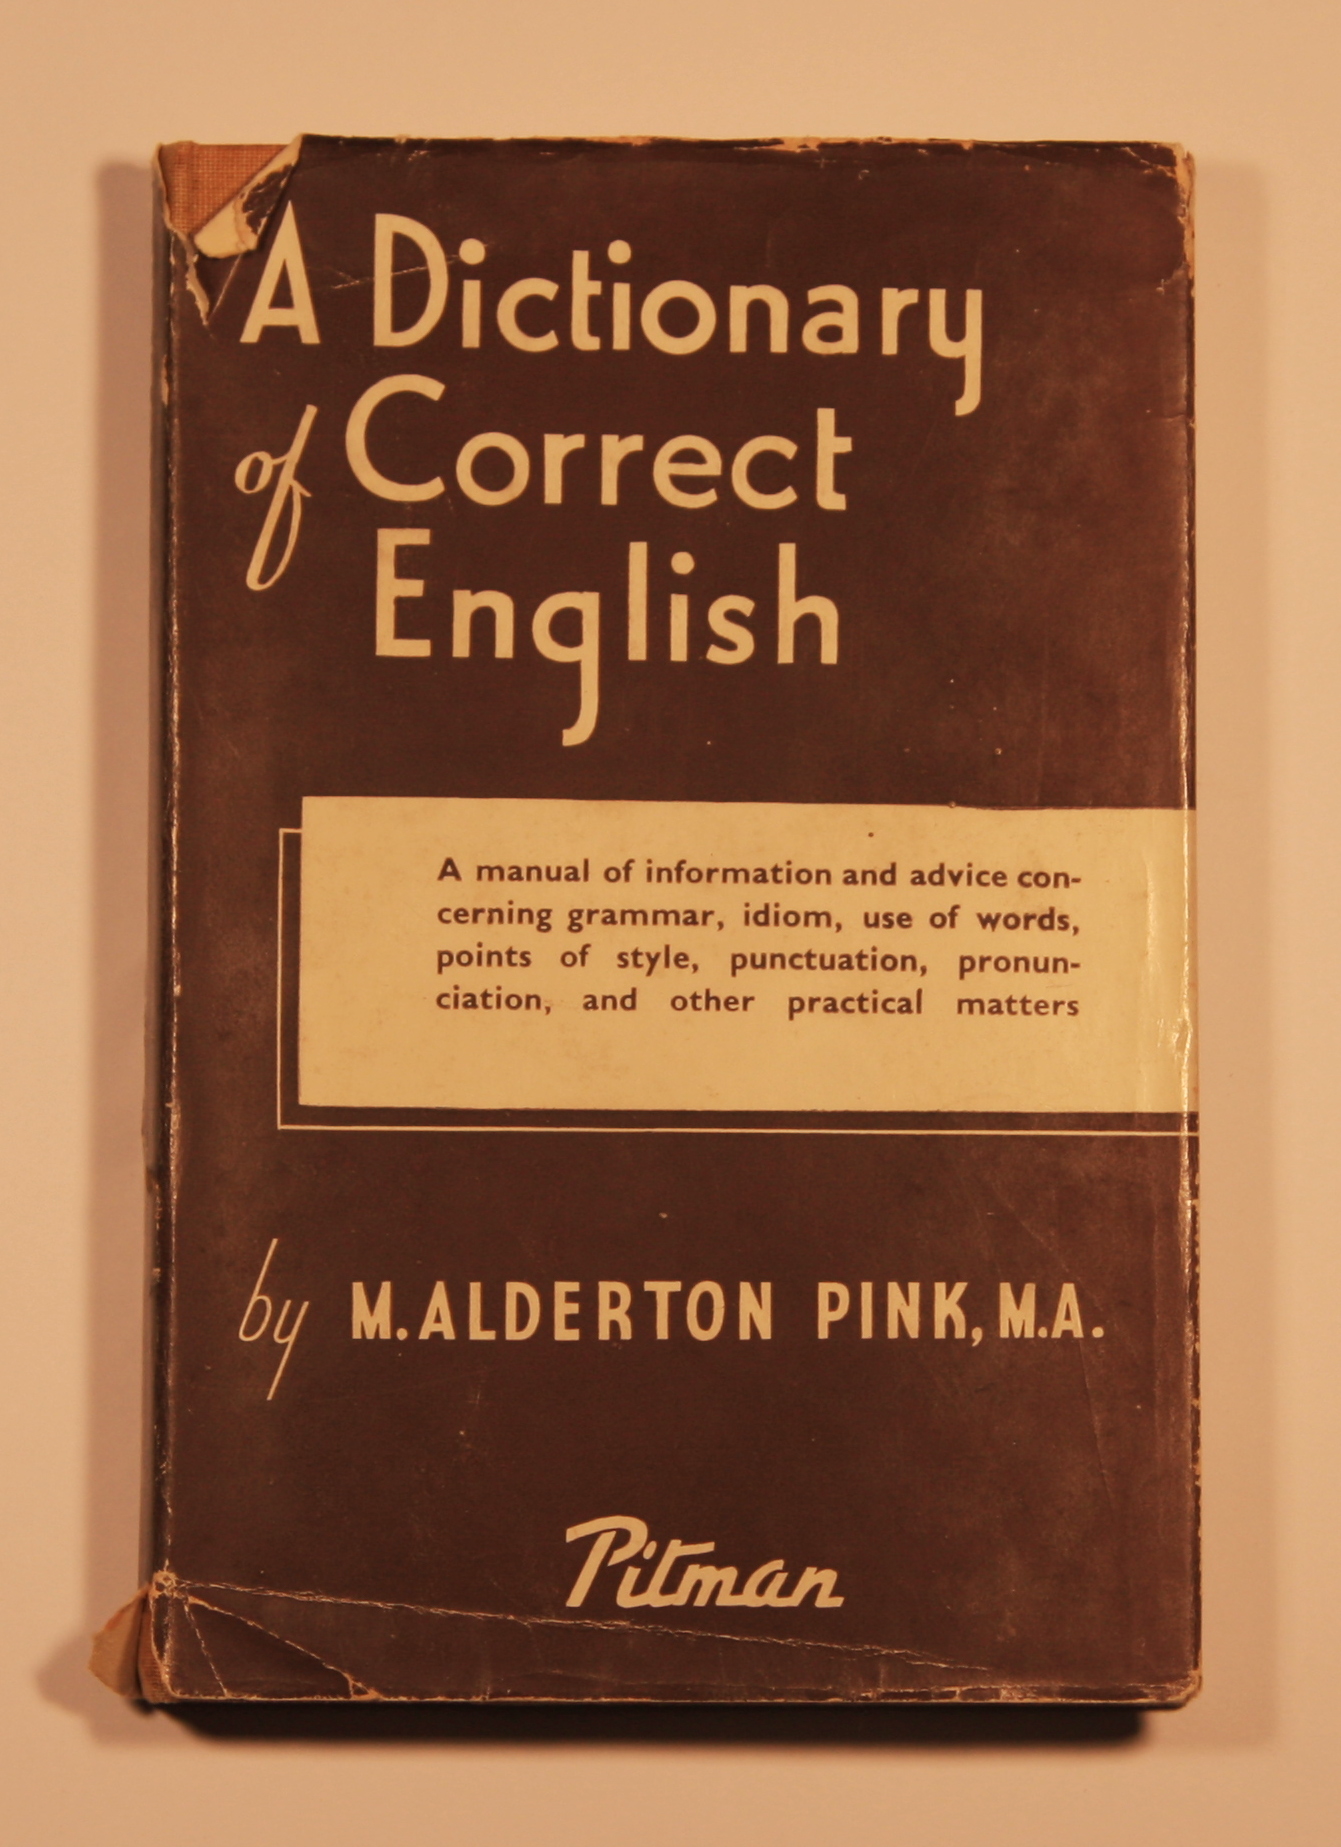 A Dictionary
of Correct
English
A manual of information and advice con-
cerning grammar, idiom, use of words,
points of style, punctuation, pronun-
ciation, and other practical matters
by M. ALDERTON PINK, M.A.
Pitman